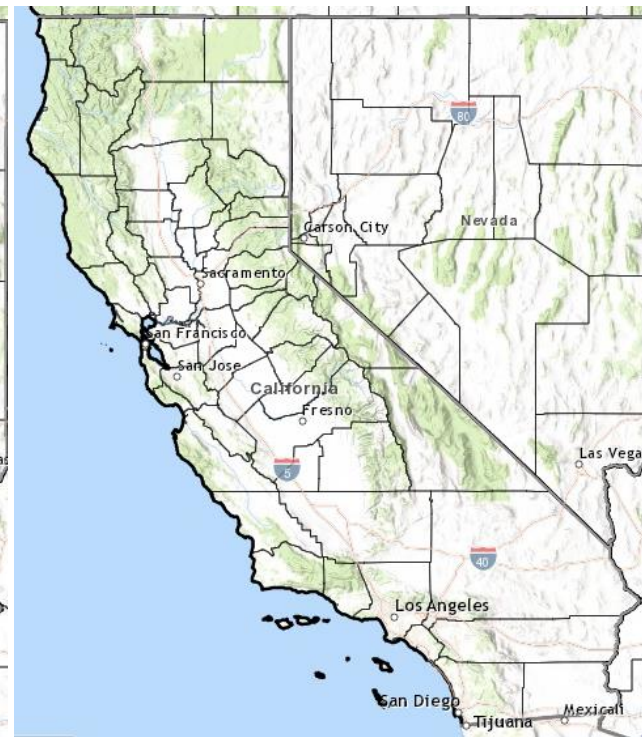 80
Nevada
Carson City
Sacramento
San Francisco
San Jose
California
Fresno
5
Las Vega
40
Los Angeles
San Diego
Tijuana
Mexicali